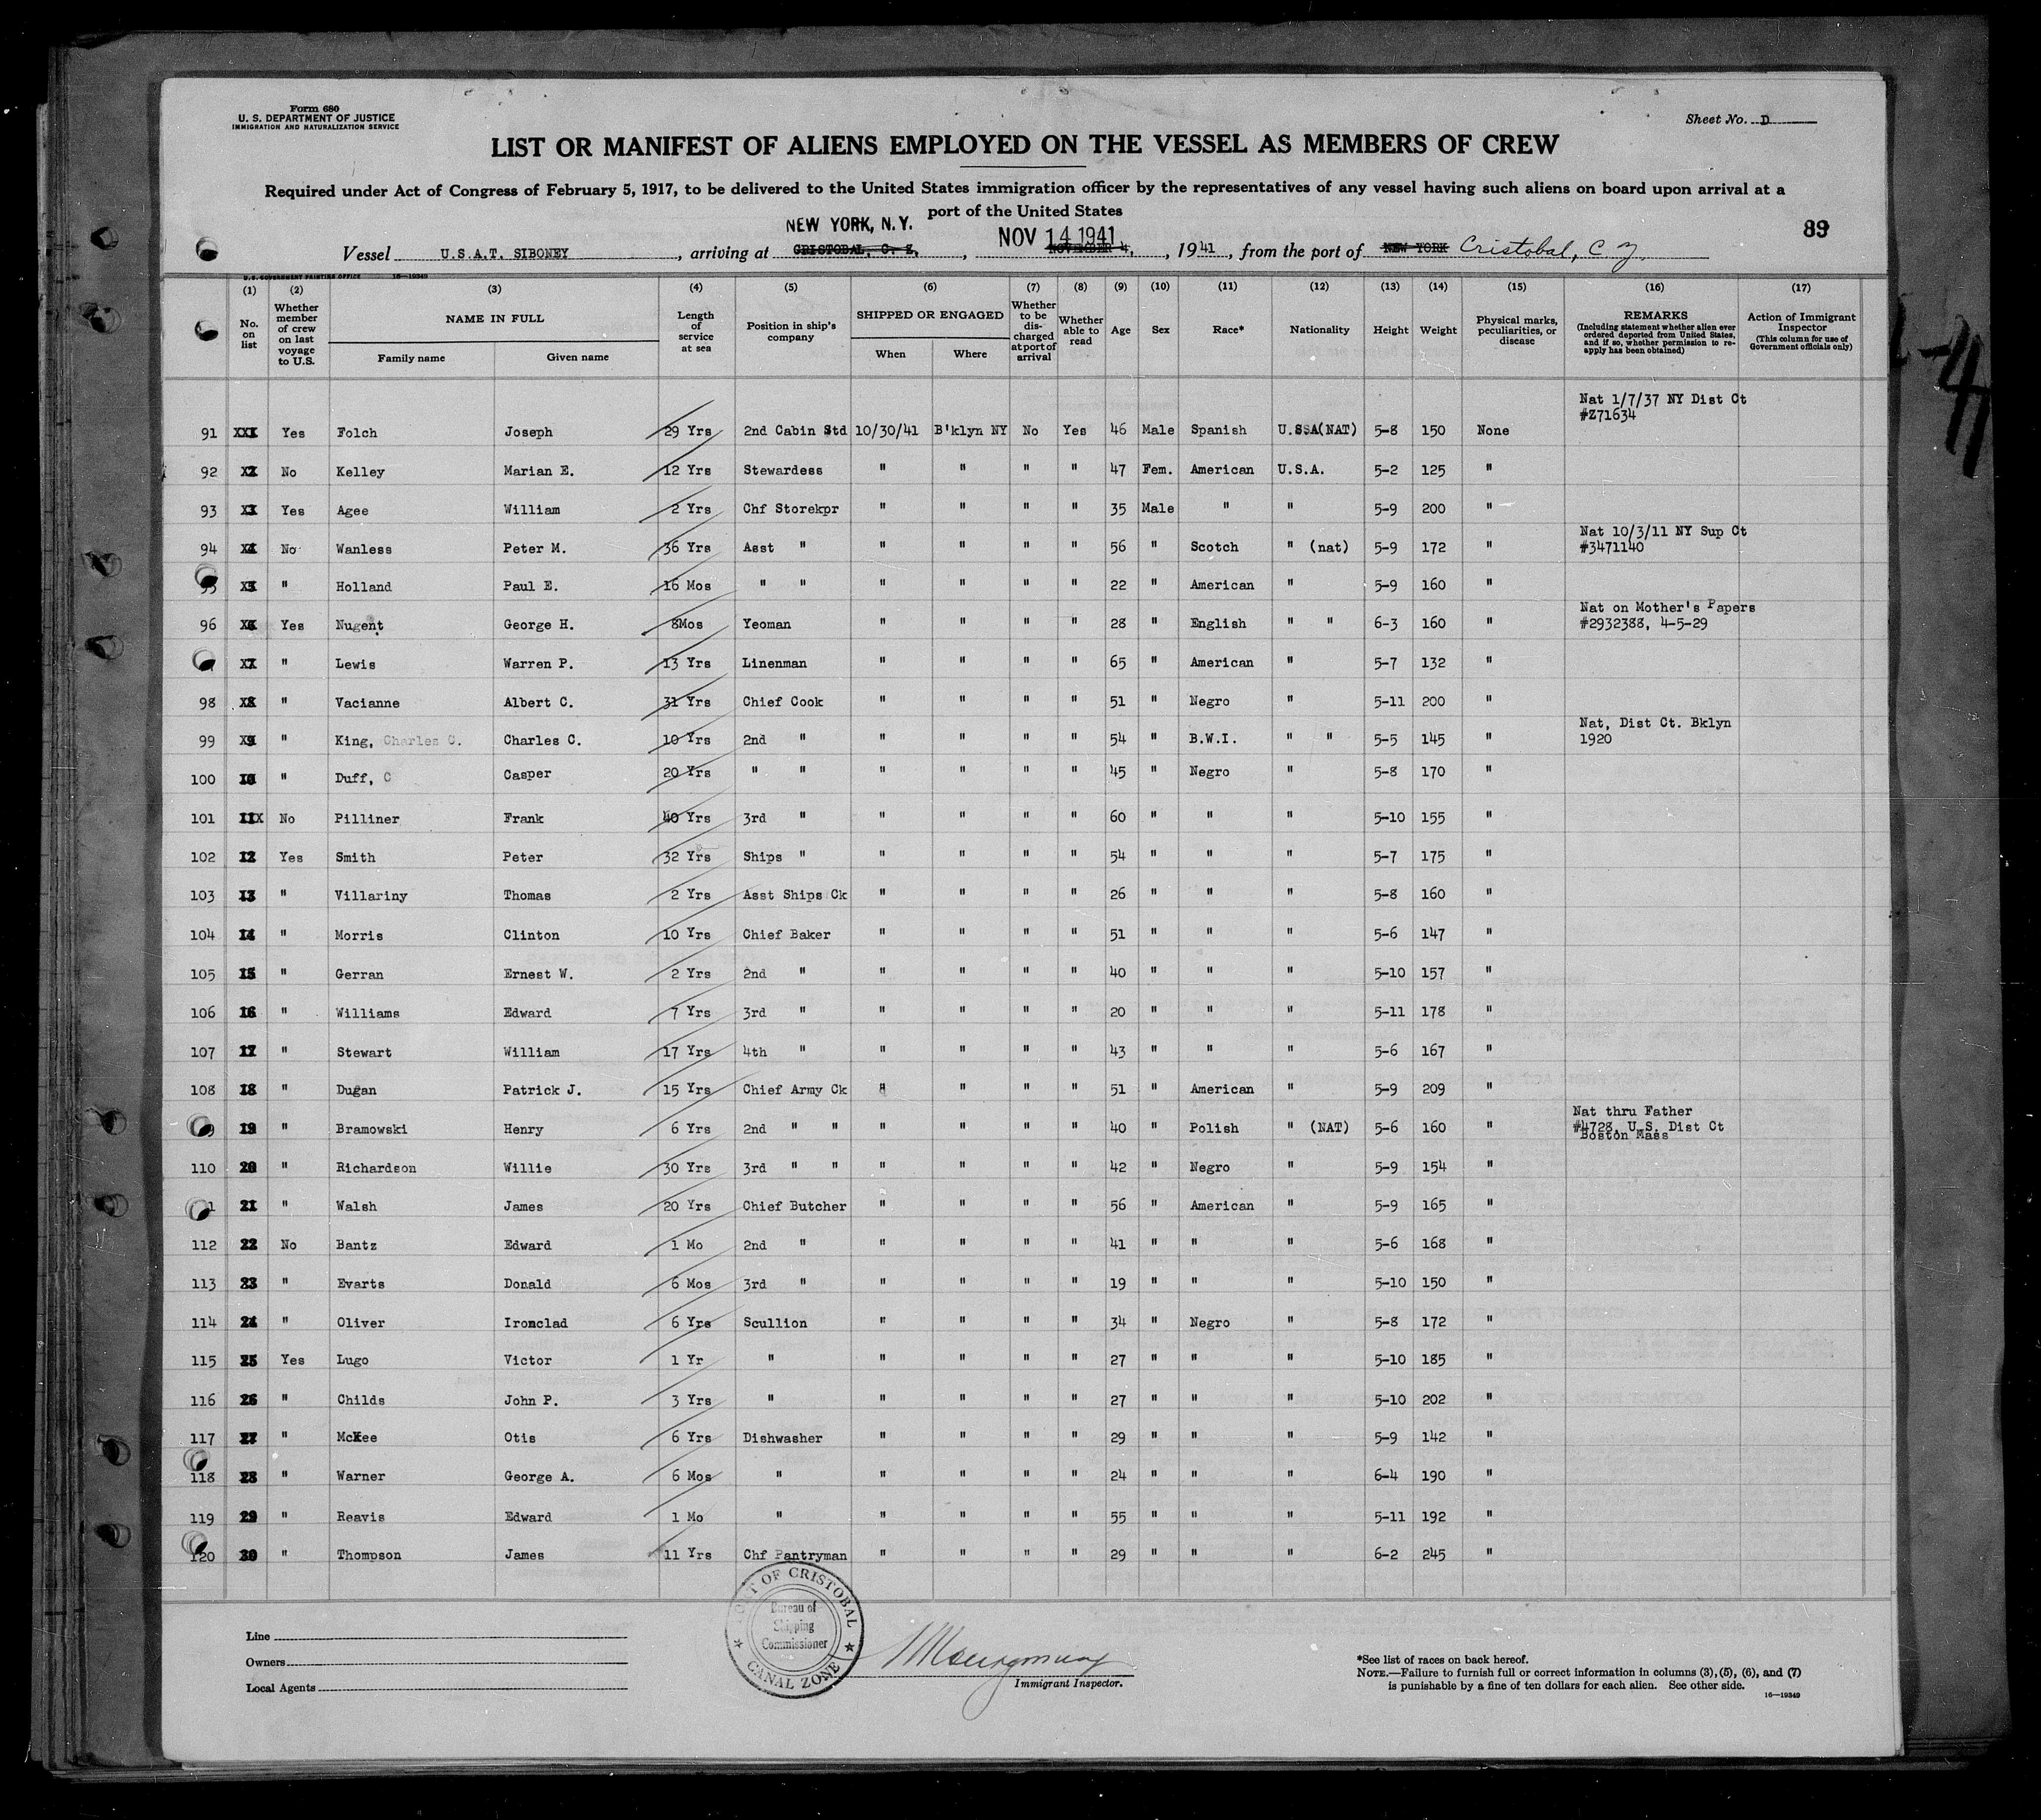 Form 680
U. S. DEPARTMENT OF JUSTICE
IMMIGRATION AND NATURALIZATION SERVICE
Sheet No. D
LIST OR MANIFEST OF ALIENS EMPLOYED ON THE VESSEL AS MEMBERS OF CREW
Required under Act of Congress of February 5, 1917, to be delivered to the United States immigration officer by the representatives of any vessel having such aliens on board upon arrival at a
port of the United States
89
NEW YORK, N.Y. NOV 14 1941
Vessel U.S.A.T. SIBONEY, arriving at CRISTOBAL, C. Z., NOVEMBER 4, 1941, from the port of NEW YORK Cristobal, C. Z.
U.S. GOVERNMENT PRINTING OFFICE 16—19349
(1) (2) (3) (4) (5) (6) (7) (8) (9) (10) (11) (12) (13) (14) (15) (16) (17)
No. on list
Whether member of crew on last voyage to U.S.
NAME IN FULL
Family name Given name
Length of service at sea
Position in ship's company
SHIPPED OR ENGAGED
When Where
Whether to be discharged at port of arrival
Whether able to read
Age Sex Race* Nationality Height Weight
Physical marks, peculiarities, or disease
REMARKS
(Including statement whether alien ever ordered deported from United States, and if so, whether permission to reapply has been obtained)
Action of Immigrant Inspector
(This column for use of Government officials only)
Nat 1/7/37 NY Dist Ct
#Z71634
91 Yes Folch Joseph 29 Yrs 2nd Cabin Std 10/30/41 B'klyn NY No Yes 46 Male Spanish U.SSA(NAT) 5-8 150 None
92 No Kelley Marian E. 12 Yrs Stewardess " " " " 47 Fem. American U.S.A. 5-2 125 "
93 Yes Agee William 2 Yrs Chf Storekpr " " " " 35 Male " " 5-9 200 "
94 No Wanless Peter M. 36 Yrs Asst " " " " " 56 " Scotch " (nat) 5-9 172 " Nat 10/3/11 NY Sup Ct
#3471140
95 " Holland Paul E. 16 Mos " " " " " " 22 " American " 5-9 160 "
96 Yes Nugent George H. 8Mos Yeoman " " " " 28 " English " " 6-3 160 " Nat on Mother's Papers
#2932388, 4-5-29
" Lewis Warren P. 13 Yrs Linenman " " " " 65 " American " 5-7 132 "
98 " Vacianne Albert C. 31 Yrs Chief Cook " " " " 51 " Negro " 5-11 200 "
99 " King, Charles C. Charles C. 10 Yrs 2nd " " " " " 54 " B.W.I. " " 5-5 145 " Nat, Dist Ct. Bklyn
1920
100 10 " Duff, C Casper 20 Yrs " " " " " " 45 " Negro " 5-8 170 "
101 11X No Pilliner Frank 40 Yrs 3rd " " " " " 60 " " " 5-10 155 "
102 12 Yes Smith Peter 32 Yrs Ships " " " " " 54 " " " 5-7 175 "
103 13 " Villariny Thomas 2 Yrs Asst Ships Ck " " " " 26 " " " 5-8 160 "
104 14 " Morris Clinton 10 Yrs Chief Baker " " " " 51 " " " 5-6 147 "
105 15 " Gerran Ernest W. 2 Yrs 2nd " " " " " 40 " " " 5-10 157 "
106 16 " Williams Edward 7 Yrs 3rd " " " " " 20 " " " 5-11 178 "
107 17 " Stewart William 17 Yrs 4th " " " " " 43 " " " 5-6 167 "
108 18 " Dugan Patrick J. 15 Yrs Chief Army Ck " " " " 51 " American " 5-9 209 "
19 " Bramowski Henry 6 Yrs 2nd " " " " " " 40 " Polish " (NAT) 5-6 160 " Nat thru Father
#4728, U.S. Dist Ct
Boston Mass
110 20 " Richardson Willie 30 Yrs 3rd " " " " " " 42 " Negro " 5-9 154 "
21 " Walsh James 20 Yrs Chief Butcher " " " " 56 " American " 5-9 165 "
112 22 No Bantz Edward 1 Mo 2nd " " " " " 41 " " " 5-6 168 "
113 23 " Evarts Donald 6 Mos 3rd " " " " " 19 " " " 5-10 150 "
114 24 " Oliver Ironclad 6 Yrs Scullion " " " " 34 " Negro " 5-8 172 "
115 25 Yes Lugo Victor 1 Yr " " " " " 27 " " " 5-10 185 "
116 26 " Childs John P. 3 Yrs " " " " " 27 " " " 5-10 202 "
117 27 " McKee Otis 6 Yrs Dishwasher " " " " 29 " " " 5-9 142 "
118 28 " Warner George A. 6 Mos " " " " " 24 " " " 6-4 190 "
119 29 " Reavis Edward 1 Mo " " " " " 55 " " " 5-11 192 "
120 30 " Thompson James 11 Yrs Chf Pantryman " " " " 29 " " " 6-2 245 "
PORT OF CRISTOBAL
Bureau of
Shipping
Commissioner
CANAL ZONE
Line
Owners
Local Agents
Immigrant Inspector.
*See list of races on back hereof.
NOTE.—Failure to furnish full or correct information in columns (3), (5), (6), and (7)
is punishable by a fine of ten dollars for each alien. See other side.
16—19349